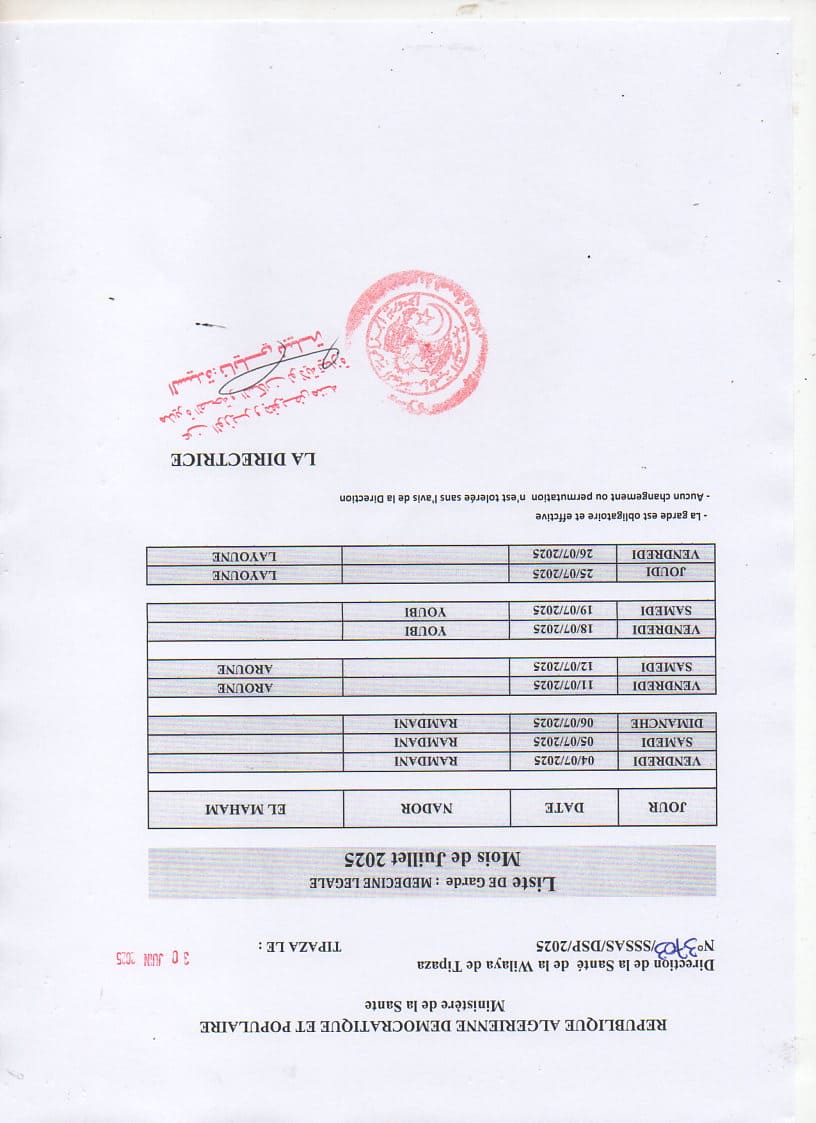 REPUBLIQUE ALGERIENNE DEMOCRATIQUE ET POPULAIRE
Ministère de la Sante
Direction de la Santé de la Wilaya de Tipaza
N°3703/SSSAS/DSP/2025
TIPAZA LE : 30 JUIN 2025
Liste DE Garde : MEDECINE LEGALE
Mois de Juillet 2025
JOUR DATE NADOR EL MAHAM
VENDREDI 04/07/2025 RAMDANI
SAMEDI 05/07/2025 RAMDANI
DIMANCHE 06/07/2025 RAMDANI
VENDREDI 11/07/2025 AROUNE
SAMEDI 12/07/2025 AROUNE
VENDREDI 18/07/2025 YOUBI
SAMEDI 19/07/2025 YOUBI
JOUDI 25/07/2025 LAYOUNE
VENDREDI 26/07/2025 LAYOUNE
- La garde est obligatoire et effctive
- Aucun changement ou permutation n'est tolerée sans l'avis de la Direction
LA DIRECTRICE
عن الوزير و بتفويض منه
مديرة الصحة و السكان لولاية تيبازة
السيدة: نايلي نبيلة